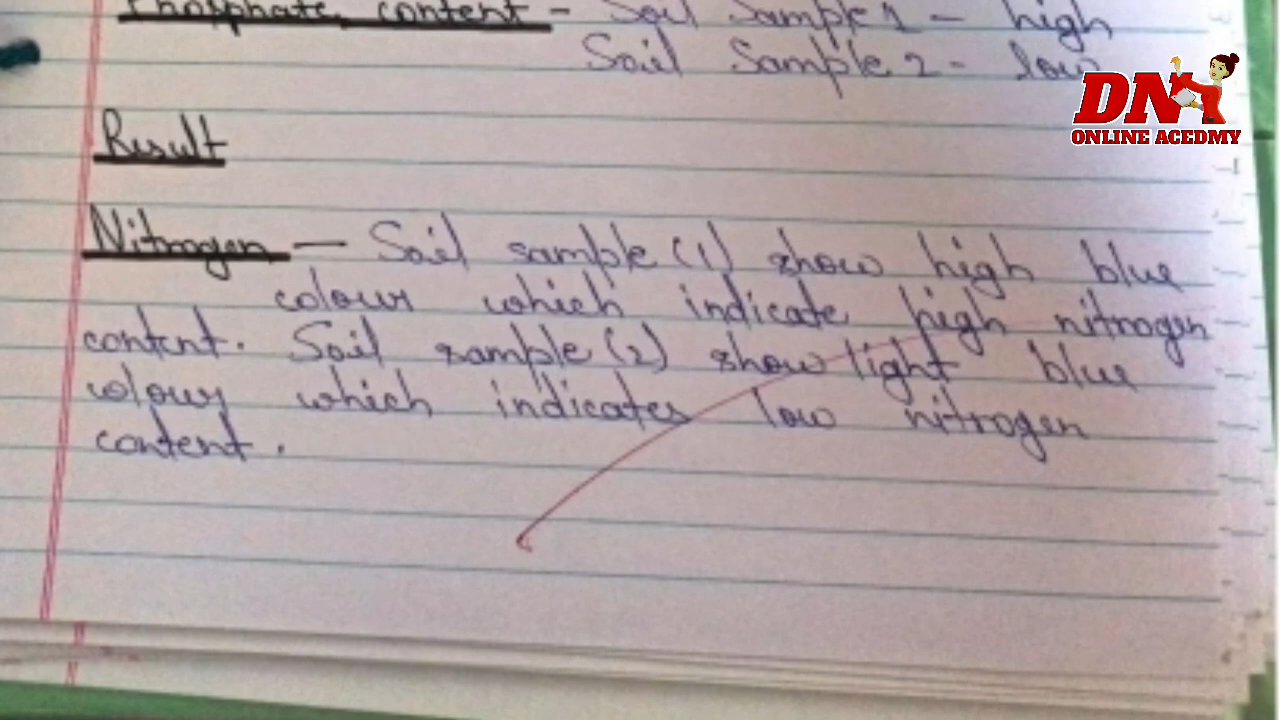 Phosphate content - Soil Sample 1 - high
Soil Sample 2 - low
Result
Nitrogen - Soil sample (1) show high blue
colour which indicate high nitrogen
content. Soil sample (2) show light blue
colour which indicates low nitrogen
content.
DN
ONLINE ACEDMY